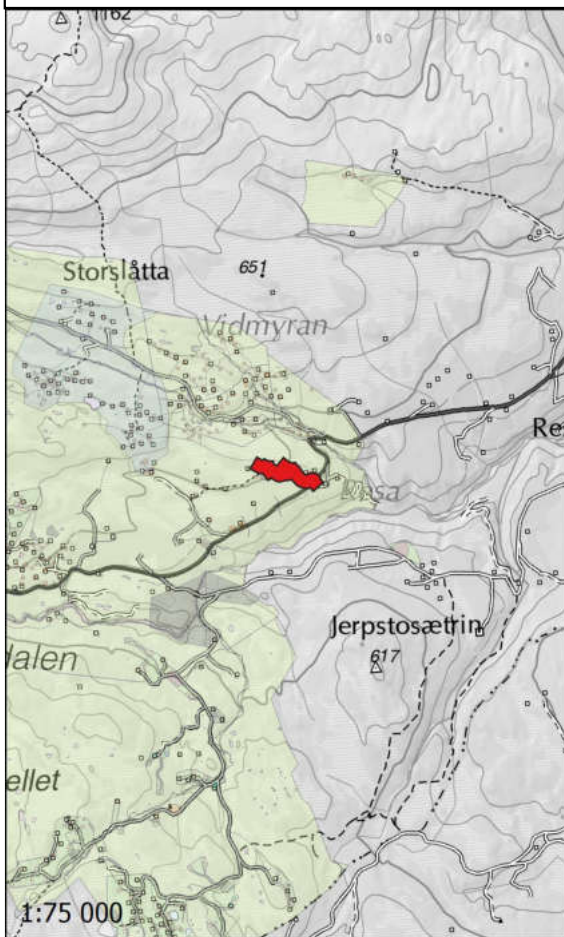 1162
Storslåtta
651
Vidmyran
Re
Jerpstosætrin
617
dalen
ellet
1:75 000